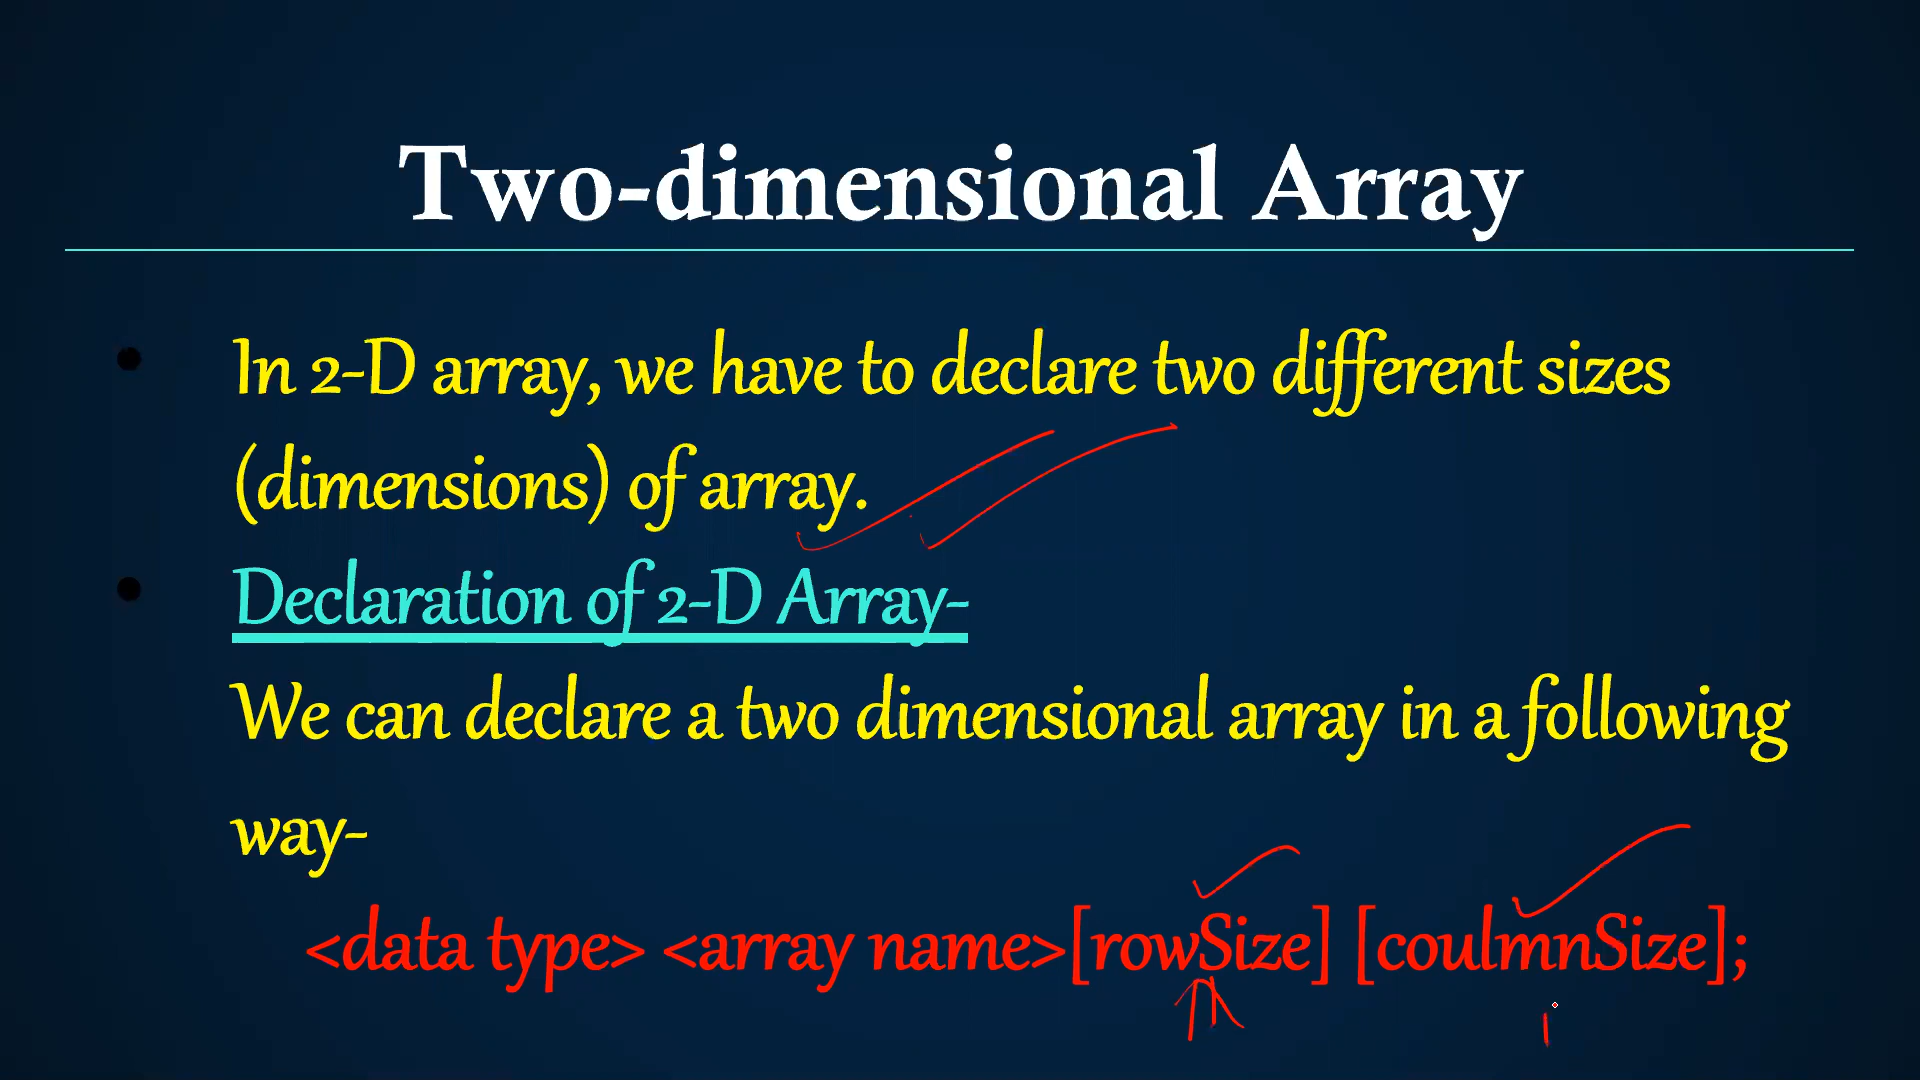 Two-dimensional Array
• In 2-D array, we have to declare two different sizes
(dimensions) of array.
• Declaration of 2-D Array-
We can declare a two dimensional array in a following
way-
<data type> <array name>[rowSize] [coulmnSize];